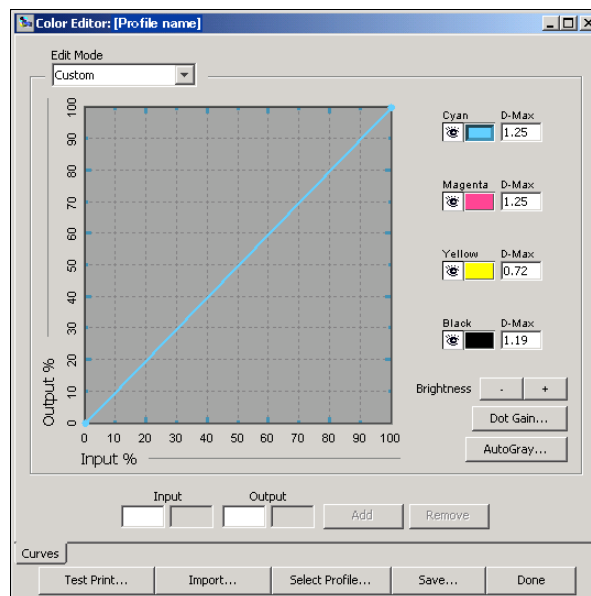 Color Editor: [Profile name]
Edit Mode
Custom
100
90
80
70
60
50
40
30
20
10
0
Output %
0 10 20 30 40 50 60 70 80 90 100
Input %
Cyan D-Max
1.25
Magenta D-Max
1.25
Yellow D-Max
0.72
Black D-Max
1.19
Brightness - +
Dot Gain...
AutoGray...
Input Output
Add Remove
Curves
Test Print... Import... Select Profile... Save... Done